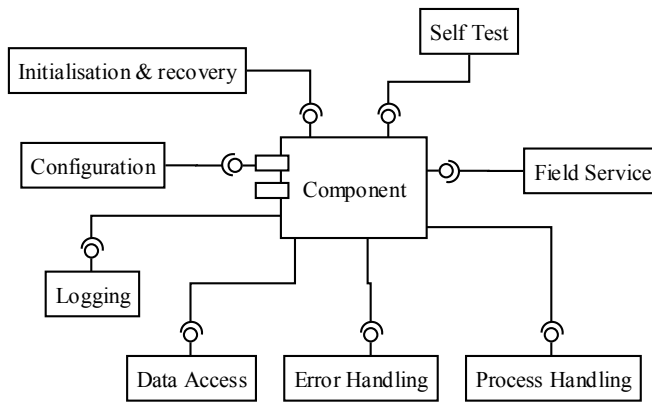 Self Test
Initialisation & recovery
Configuration
Component
Field Service
Logging
Data Access
Error Handling
Process Handling